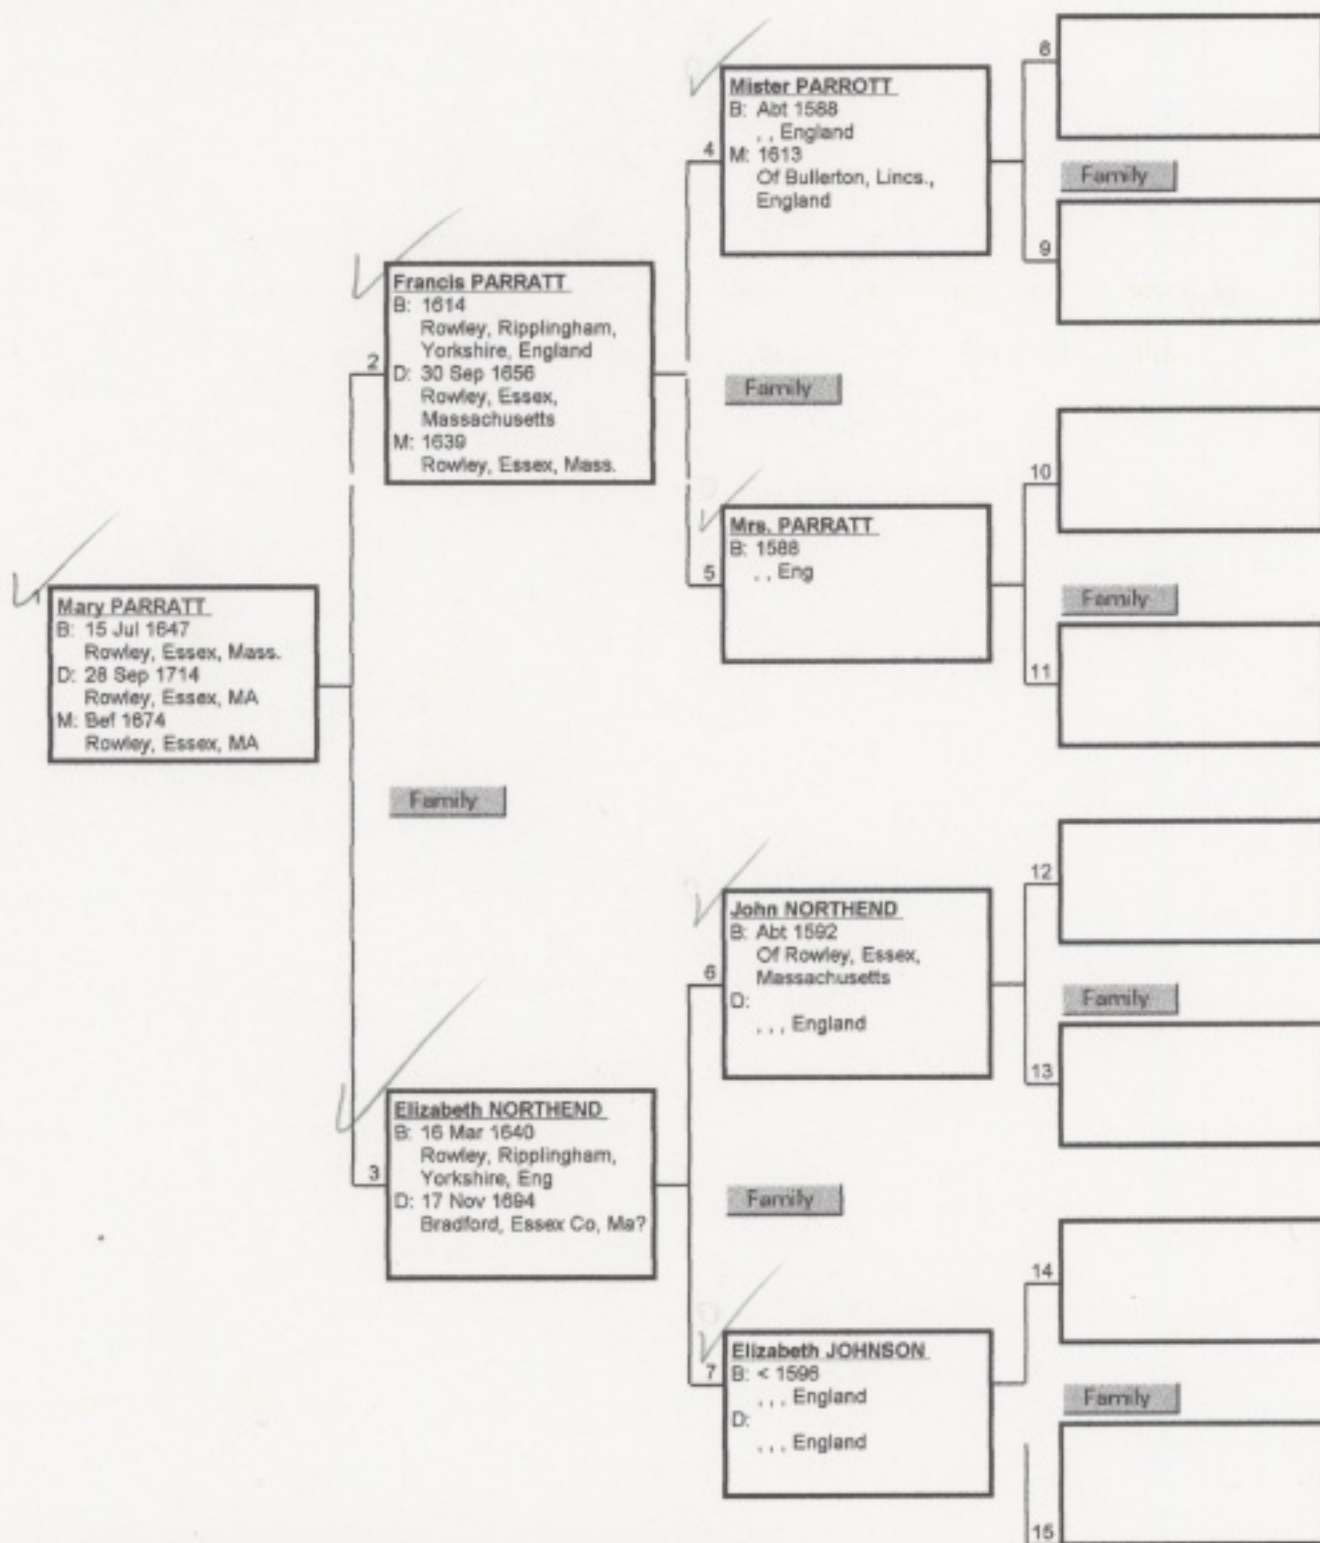 1
Mary PARRATT
B: 15 Jul 1647
Rowley, Essex, Mass.
D: 28 Sep 1714
Rowley, Essex, MA
M: Bef 1674
Rowley, Essex, MA
2
Francis PARRATT
B: 1614
Rowley, Ripplingham,
Yorkshire, England
D: 30 Sep 1656
Rowley, Essex,
Massachusetts
M: 1639
Rowley, Essex, Mass.
Family
3
Elizabeth NORTHEND
B: 16 Mar 1640
Rowley, Ripplingham,
Yorkshire, Eng
D: 17 Nov 1694
Bradford, Essex Co, Ma?
4
Mister PARROTT
B: Abt 1588
, , England
M: 1613
Of Bullerton, Lincs.,
England
Family
5
Mrs. PARRATT
B: 1588
, , Eng
6
John NORTHEND
B: Abt 1592
Of Rowley, Essex,
Massachusetts
D:
, , , England
Family
7
Elizabeth JOHNSON
B: < 1596
, , , England
D:
, , , England
8
Family
9
10
Family
11
12
Family
13
14
Family
15